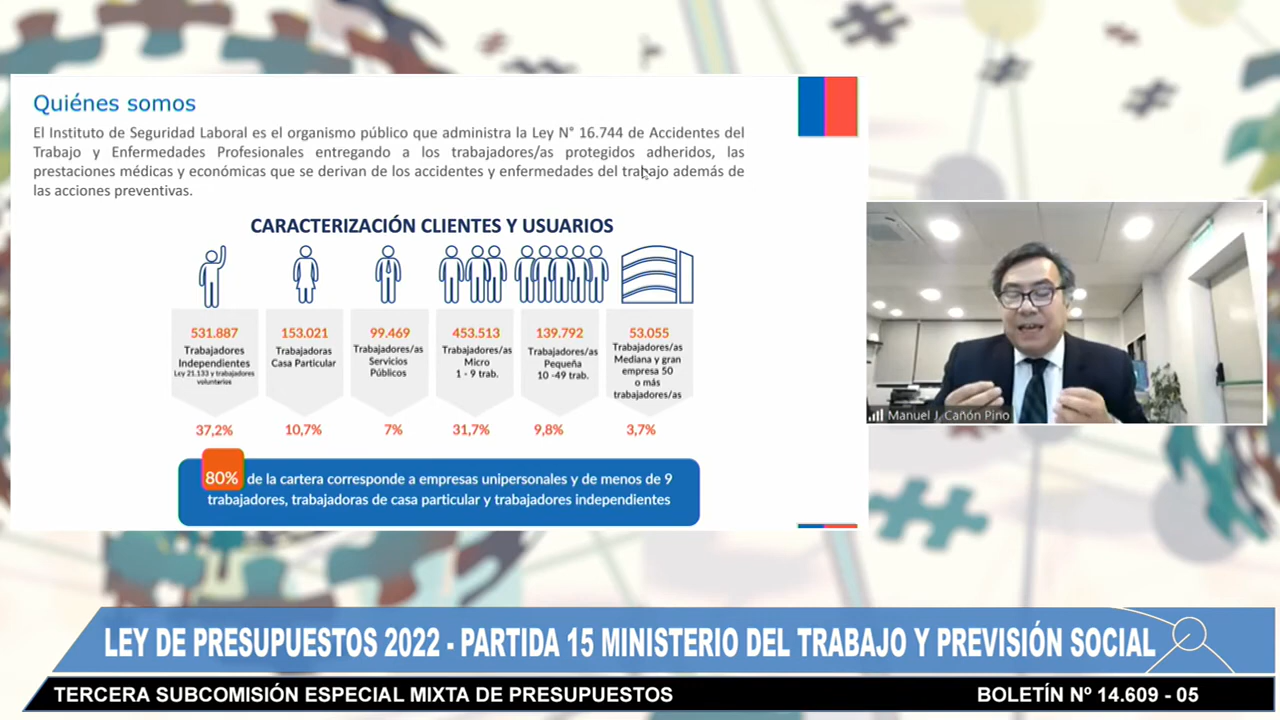 Quiénes somos
El Instituto de Seguridad Laboral es el organismo público que administra la Ley N° 16.744 de Accidentes del
Trabajo y Enfermedades Profesionales entregando a los trabajadores/as protegidos adheridos, las
prestaciones médicas y económicas que se derivan de los accidentes y enfermedades del trabajo además de
las acciones preventivas.
CARACTERIZACIÓN CLIENTES Y USUARIOS
531.887
Trabajadores
Independientes
Ley 21.133 y trabajadores
voluntarios
37,2%
153.021
Trabajadoras
Casa Particular
10,7%
99.469
Trabajadores/as
Servicios
Públicos
7%
453.513
Trabajadores/as
Micro
1 - 9 trab.
31,7%
139.792
Trabajadores/as
Pequeña
10 -49 trab.
9,8%
53.055
Trabajadores/as
Mediana y gran
empresa 50
o más
trabajadores/as
3,7%
80% de la cartera corresponde a empresas unipersonales y de menos de 9
trabajadores, trabajadoras de casa particular y trabajadores independientes
Manuel J. Cañón Pino
LEY DE PRESUPUESTOS 2022 - PARTIDA 15 MINISTERIO DEL TRABAJO Y PREVISIÓN SOCIAL
TERCERA SUBCOMISIÓN ESPECIAL MIXTA DE PRESUPUESTOS
BOLETÍN Nº 14.609 - 05